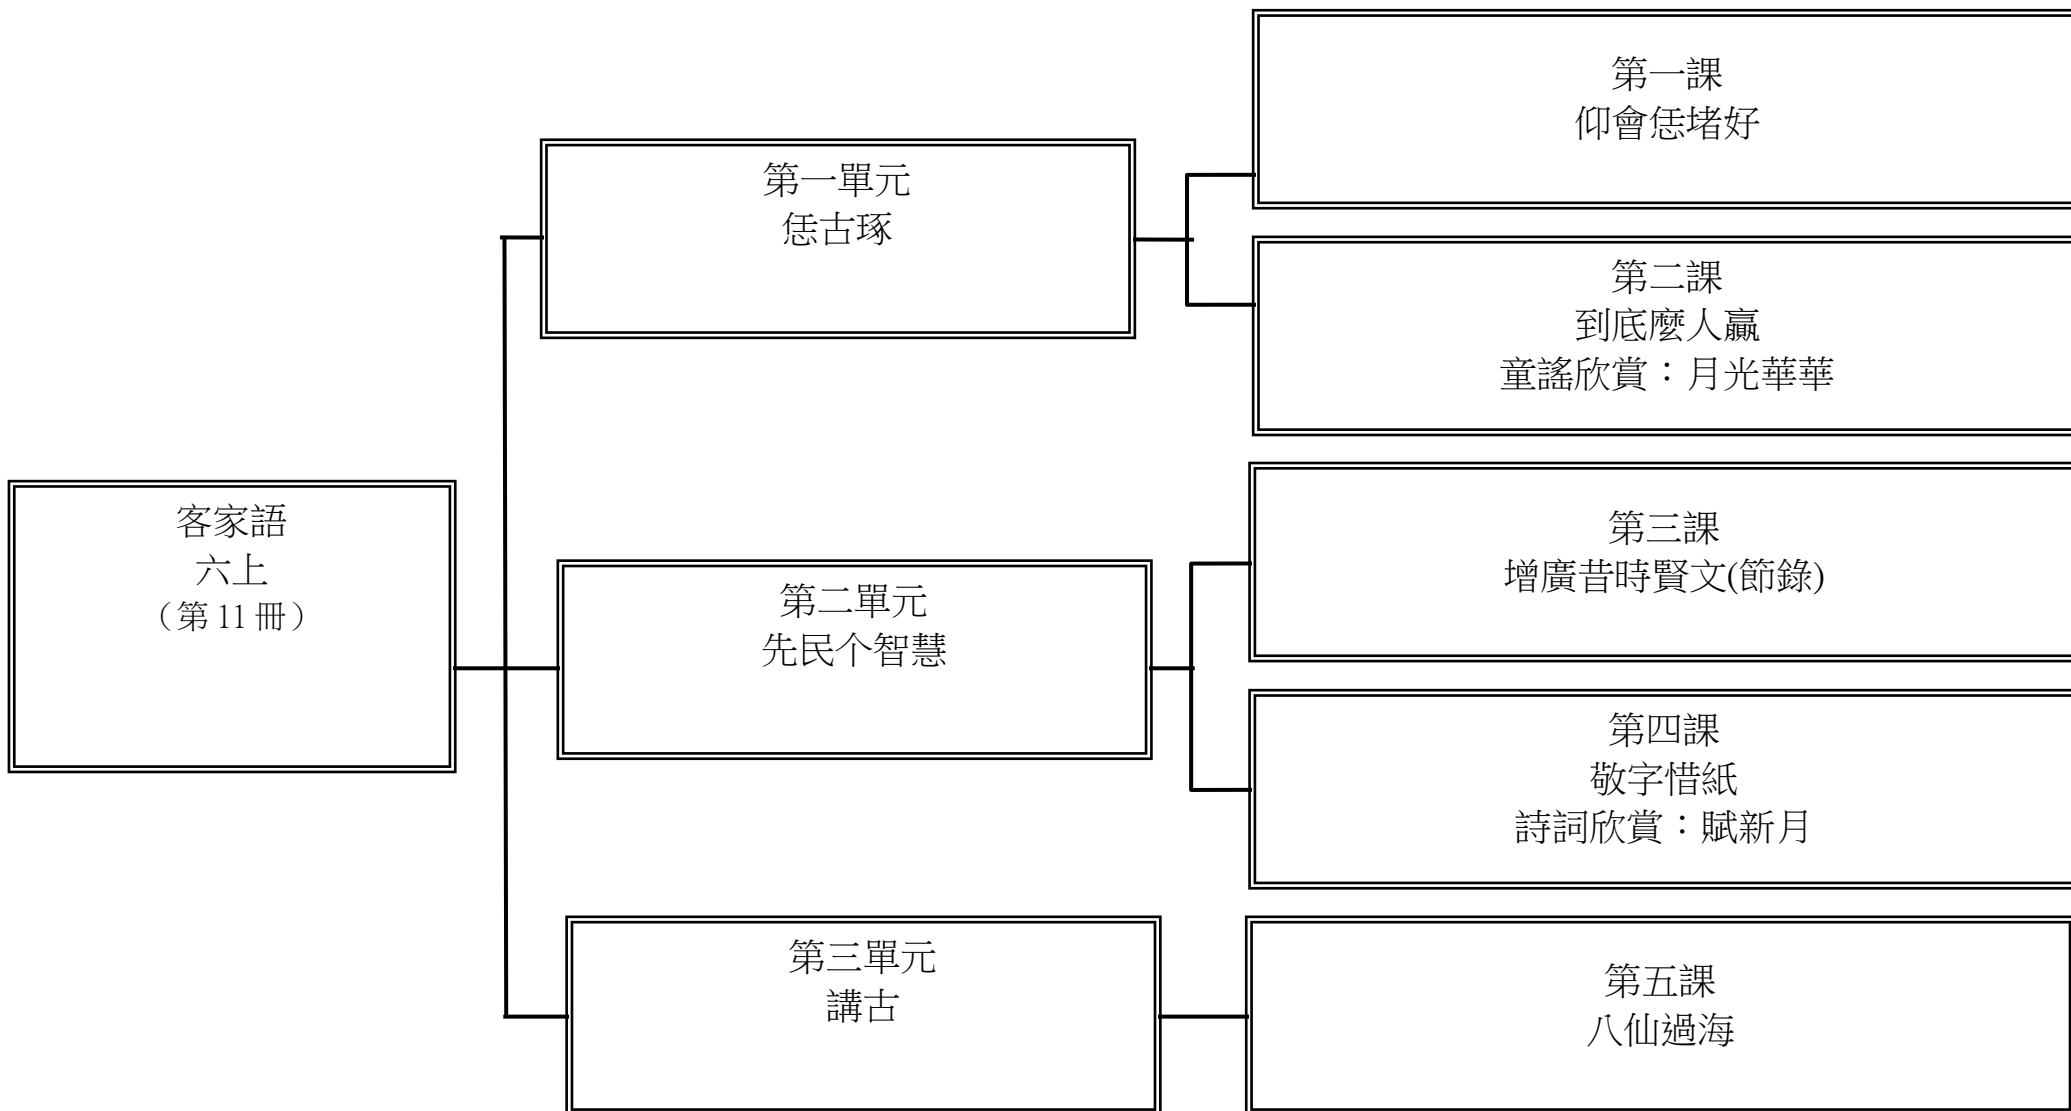 客家語
六上
（第 11 冊）
第一單元
恁古琢
第一課
仰會恁堵好
第二課
到底麼人贏
童謠欣賞：月光華華
第二單元
先民个智慧
第三課
增廣昔時賢文(節錄)
第四課
敬字惜紙
詩詞欣賞：賦新月
第三單元
講古
第五課
八仙過海